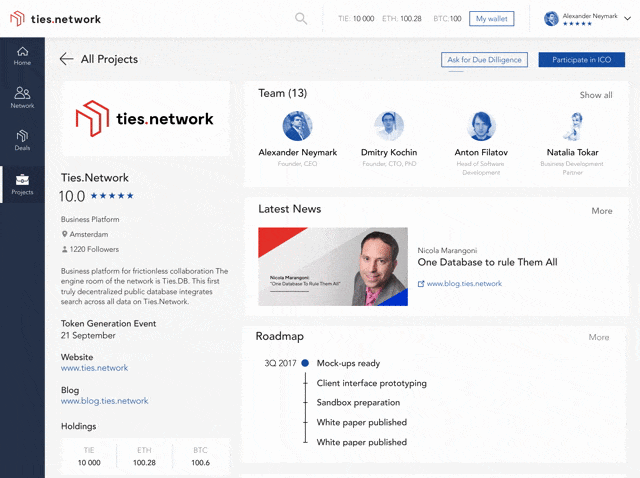 ties.network
TIE: 10 000 ETH. 100.28 BTC:100
My wallet
Alexander Neymark
Home
Network
Deals
Projects
All Projects
Ask for Due Dilligence
Participate in ICO
ties.network
Ties.Network
10.0
Business Platform
Amsterdam
1220 Followers
Business platform for frictionless collaboration The
engine room of the network is Ties.DB. This first
truly decentralized public database integrates
search across all data on Ties.Network.
Token Generation Event
21 September
Website
www.ties.network
Blog
www.blog.ties.network
Holdings
TIE ETH BTC
10 000 100.28 100.6
Team (13)
Show all
Alexander Neymark
Founder, CEO
Dmitry Kochin
Founder, CTO, PhD
Anton Filatov
Head of Software
Development
Natalia Tokar
Business Development
Partner
Latest News
More
Nicola Marangoni:
"One Database To Rule Them All"
Nicola Marangoni
One Database to rule Them All
www.blog.ties.network
Roadmap
More
3Q 2017 Mock-ups ready
Client interface prototyping
Sandbox preparation
White paper published
White paper published